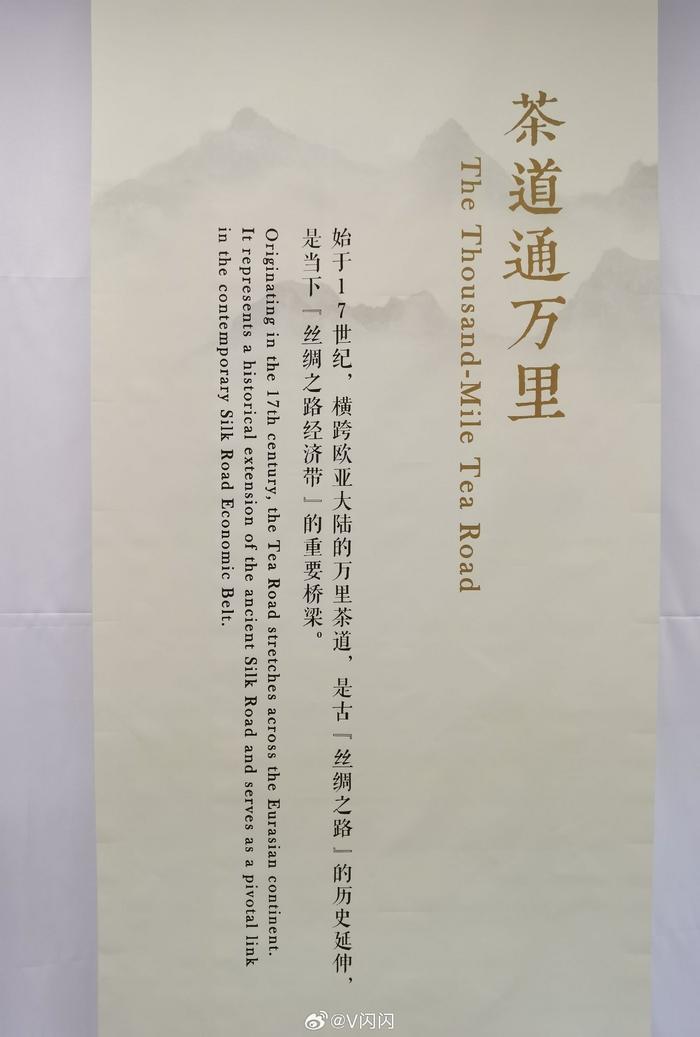 茶道通万里
The Thousand-Mile Tea Road
始于17世纪，横跨欧亚大陆的万里茶道，是古『丝绸之路』的历史延伸，
是当下『丝绸之路经济带』的重要桥梁。
Originating in the 17th century, the Tea Road stretches across the Eurasian continent.
It represents a historical extension of the ancient Silk Road and serves as a pivotal link
in the contemporary Silk Road Economic Belt.
@V闪闪